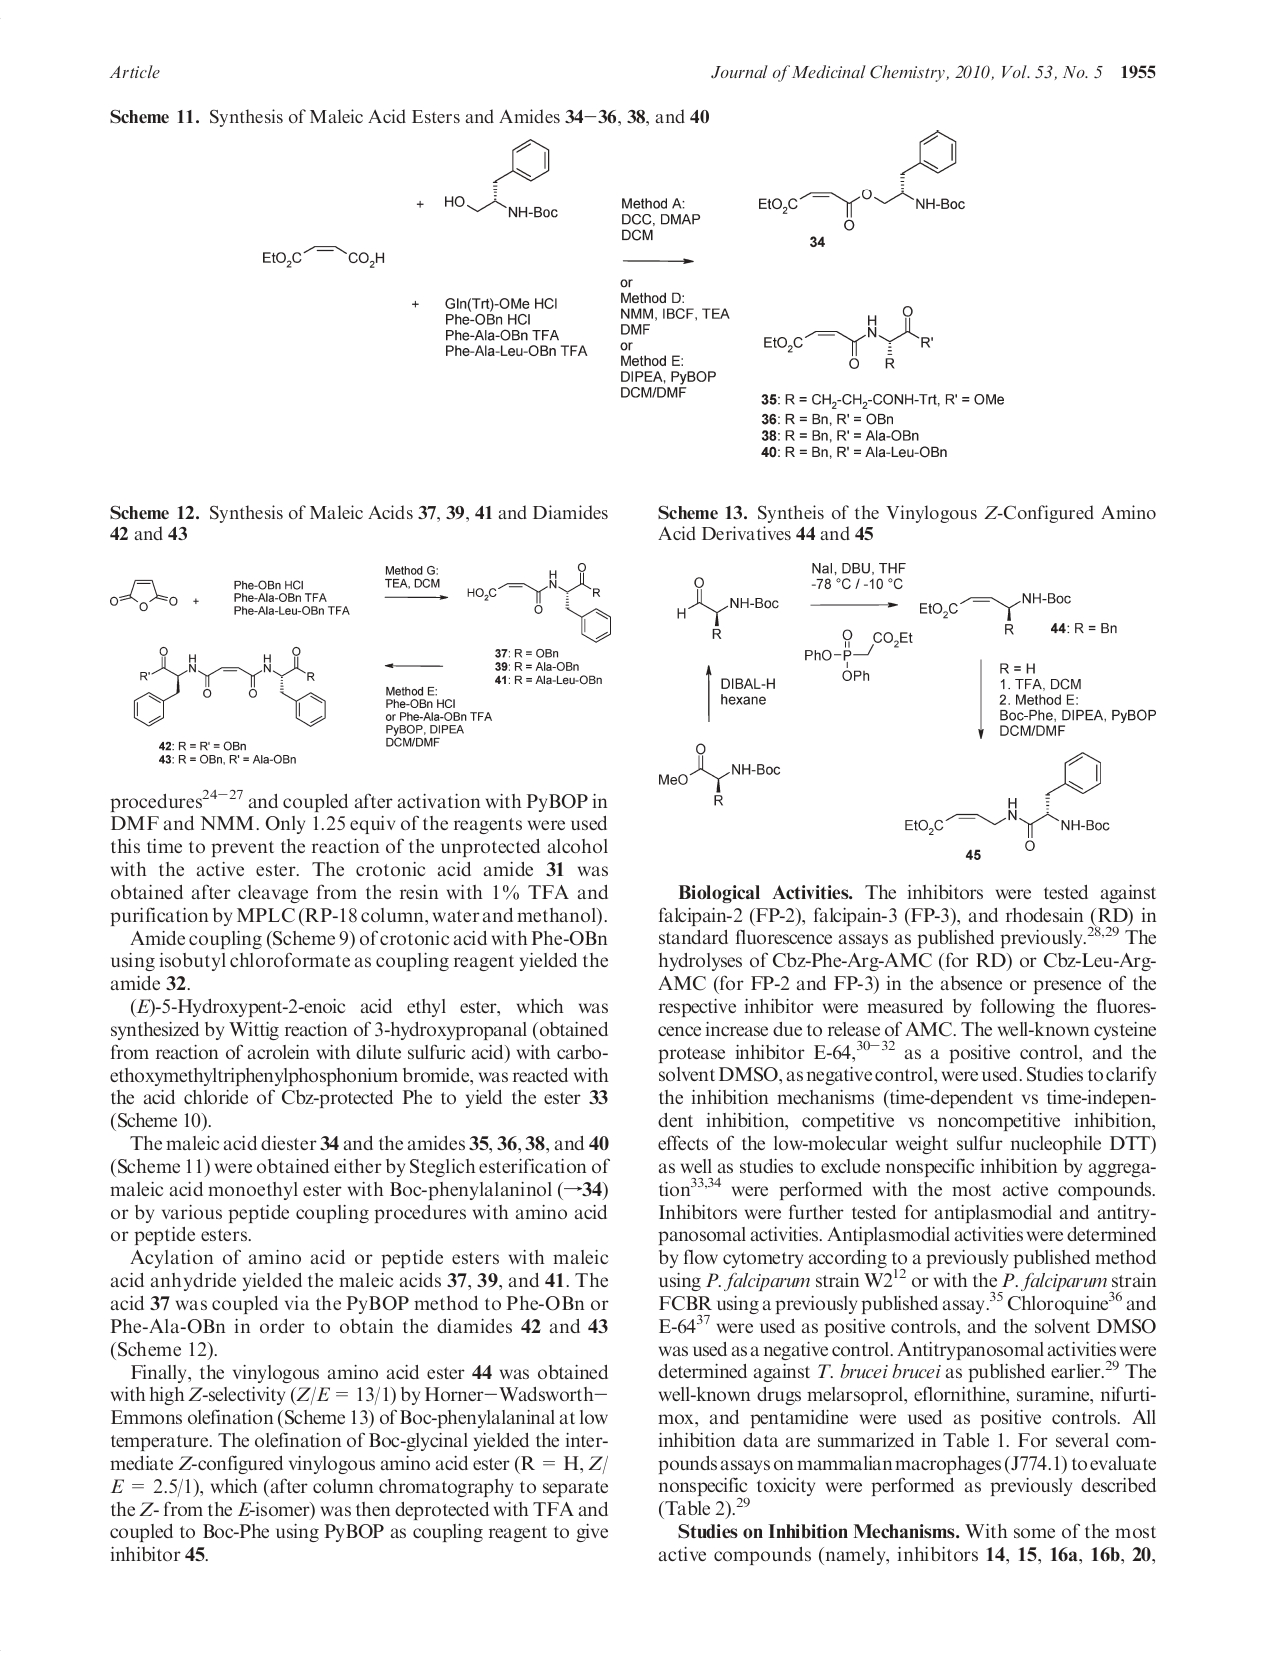 Article
Journal of Medicinal Chemistry, 2010, Vol. 53, No. 5 1955
Scheme 11. Synthesis of Maleic Acid Esters and Amides 34−36, 38, and 40
EtO2C
CO2H
+
HO
NH-Boc
+
Gln(Trt)-OMe HCl
Phe-OBn HCl
Phe-Ala-OBn TFA
Phe-Ala-Leu-OBn TFA
Method A:
DCC, DMAP
DCM
or
Method D:
NMM, IBCF, TEA
DMF
or
Method E:
DIPEA, PyBOP
DCM/DMF
EtO2C
O
O
NH-Boc
34
EtO2C
O
H
N
R
O
R'
35: R = CH2-CH2-CONH-Trt, R' = OMe
36: R = Bn, R' = OBn
38: R = Bn, R' = Ala-OBn
40: R = Bn, R' = Ala-Leu-OBn
Scheme 12. Synthesis of Maleic Acids 37, 39, 41 and Diamides
42 and 43
O
O
O
+
Phe-OBn HCl
Phe-Ala-OBn TFA
Phe-Ala-Leu-OBn TFA
Method G:
TEA, DCM
HO2C
O
H
N
O
R
37: R = OBn
39: R = Ala-OBn
41: R = Ala-Leu-OBn
Method E:
Phe-OBn HCl
or Phe-Ala-OBn TFA
PyBOP, DIPEA
DCM/DMF
R'
O
H
N
O
O
H
N
O
R
42: R = R' = OBn
43: R = OBn, R' = Ala-OBn
procedures24−27 and coupled after activation with PyBOP in
DMF and NMM. Only 1.25 equiv of the reagents were used
this time to prevent the reaction of the unprotected alcohol
with the active ester. The crotonic acid amide 31 was
obtained after cleavage from the resin with 1% TFA and
purification by MPLC (RP-18 column, water and methanol).
Amide coupling (Scheme 9) of crotonic acid with Phe-OBn
using isobutyl chloroformate as coupling reagent yielded the
amide 32.
(E)-5-Hydroxypent-2-enoic acid ethyl ester, which was
synthesized by Wittig reaction of 3-hydroxypropanal (obtained
from reaction of acrolein with dilute sulfuric acid) with carbo-
ethoxymethyltriphenylphosphonium bromide, was reacted with
the acid chloride of Cbz-protected Phe to yield the ester 33
(Scheme 10).
The maleic acid diester 34 and the amides 35, 36, 38, and 40
(Scheme 11) were obtained either by Steglich esterification of
maleic acid monoethyl ester with Boc-phenylalaninol (→34)
or by various peptide coupling procedures with amino acid
or peptide esters.
Acylation of amino acid or peptide esters with maleic
acid anhydride yielded the maleic acids 37, 39, and 41. The
acid 37 was coupled via the PyBOP method to Phe-OBn or
Phe-Ala-OBn in order to obtain the diamides 42 and 43
(Scheme 12).
Finally, the vinylogous amino acid ester 44 was obtained
with high Z-selectivity (Z/E = 13/1) by Horner−Wadsworth−
Emmons olefination (Scheme 13) of Boc-phenylalaninal at low
temperature. The olefination of Boc-glycinal yielded the inter-
mediate Z-configured vinylogous amino acid ester (R = H, Z/
E = 2.5/1), which (after column chromatography to separate
the Z- from the E-isomer) was then deprotected with TFA and
coupled to Boc-Phe using PyBOP as coupling reagent to give
inhibitor 45.
Scheme 13. Syntheis of the Vinylogous Z-Configured Amino
Acid Derivatives 44 and 45
O
H
NH-Boc
R
NaI, DBU, THF
-78 °C / -10 °C
O
PhO-P
OPh
CO2Et
EtO2C
NH-Boc
R
44: R = Bn
DIBAL-H
hexane
O
MeO
NH-Boc
R
R = H
1. TFA, DCM
2. Method E:
Boc-Phe, DIPEA, PyBOP
DCM/DMF
EtO2C
H
N
O
NH-Boc
45
Biological Activities. The inhibitors were tested against
falcipain-2 (FP-2), falcipain-3 (FP-3), and rhodesain (RD) in
standard fluorescence assays as published previously.28,29 The
hydrolyses of Cbz-Phe-Arg-AMC (for RD) or Cbz-Leu-Arg-
AMC (for FP-2 and FP-3) in the absence or presence of the
respective inhibitor were measured by following the fluores-
cence increase due to release of AMC. The well-known cysteine
protease inhibitor E-64,30−32 as a positive control, and the
solvent DMSO, as negative control, were used. Studies to clarify
the inhibition mechanisms (time-dependent vs time-indepen-
dent inhibition, competitive vs noncompetitive inhibition,
effects of the low-molecular weight sulfur nucleophile DTT)
as well as studies to exclude nonspecific inhibition by aggrega-
tion33,34 were performed with the most active compounds.
Inhibitors were further tested for antiplasmodial and antitry-
panosomal activities. Antiplasmodial activities were determined
by flow cytometry according to a previously published method
using P. falciparum strain W212 or with the P. falciparum strain
FCBR using a previously published assay.35 Chloroquine36 and
E-6437 were used as positive controls, and the solvent DMSO
was used as a negative control. Antitrypanosomal activities were
determined against T. brucei brucei as published earlier.29 The
well-known drugs melarsoprol, eflornithine, suramine, nifurti-
mox, and pentamidine were used as positive controls. All
inhibition data are summarized in Table 1. For several com-
pounds assays on mammalian macrophages (J774.1) to evaluate
nonspecific toxicity were performed as previously described
(Table 2).29
Studies on Inhibition Mechanisms. With some of the most
active compounds (namely, inhibitors 14, 15, 16a, 16b, 20,